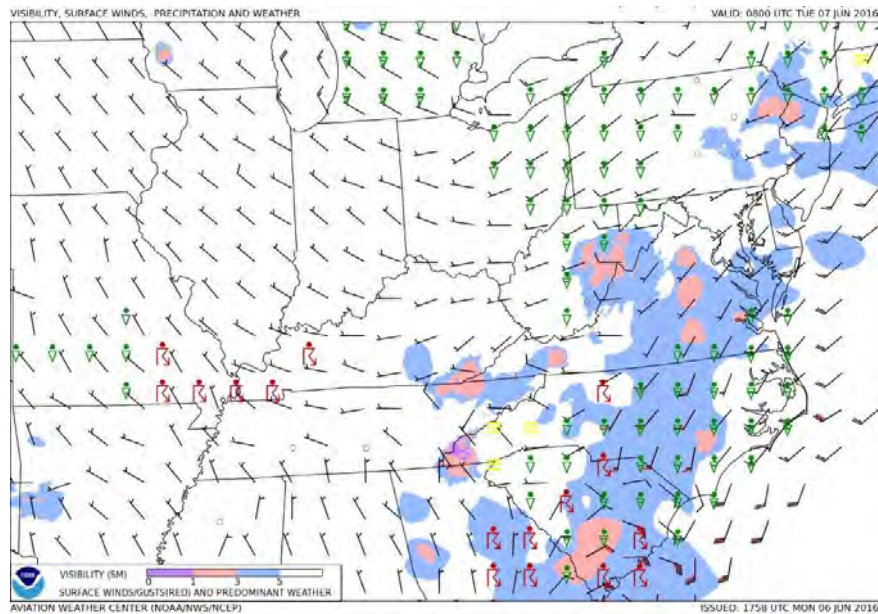 VISIBILITY, SURFACE WINDS, PRECIPITATION AND WEATHER
VALID: 0800 UTC TUE 07 JUN 2016
VISIBILITY (SM)
0 1 3 5
SURFACE WINDS/GUSTS(RED) AND PREDOMINANT WEATHER
AVIATION WEATHER CENTER (NOAA/NWS/NCEP)
ISSUED: 1758 UTC MON 06 JUN 2016